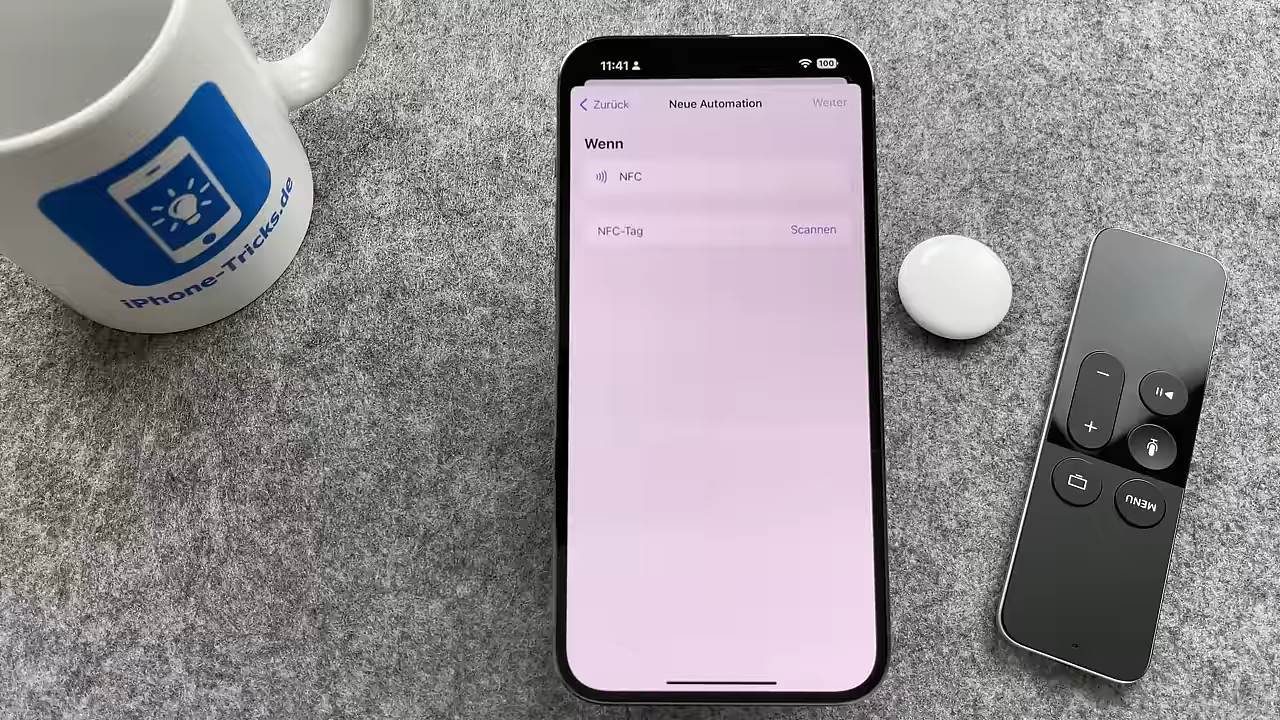 iPhone-Tricks.de
11:41
100
Zurück
Neue Automation
Weiter
Wenn
NFC
NFC-Tag
Scannen
MENU